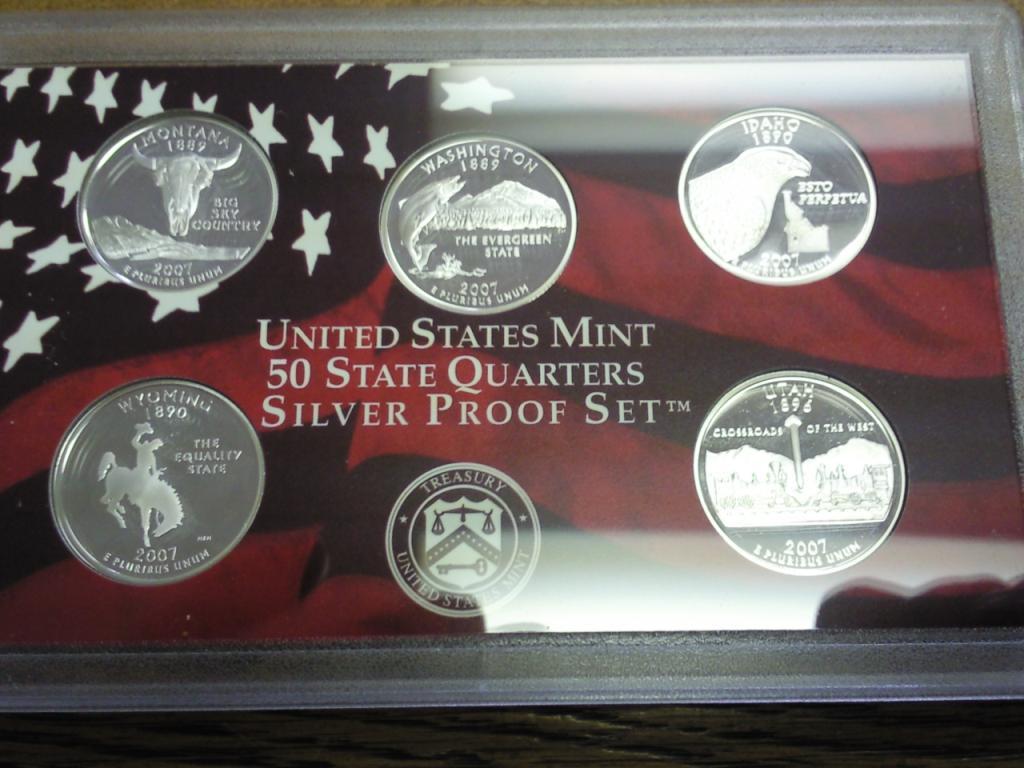 MONTANA
1889
BIG
SKY
COUNTRY
2007
E PLURIBUS UNUM
WASHINGTON
1889
THE EVERGREEN
STATE
2007
E PLURIBUS UNUM
IDAHO
1890
ESTO
PERPETUA
2007
E PLURIBUS UNUM
UNITED STATES MINT
50 STATE QUARTERS
SILVER PROOF SET™
WYOMING
1890
THE
EQUALITY
STATE
2007
E PLURIBUS UNUM
TREASURY
UNITED STATES MINT
UTAH
1896
CROSSROADS OF THE WEST
2007
E PLURIBUS UNUM